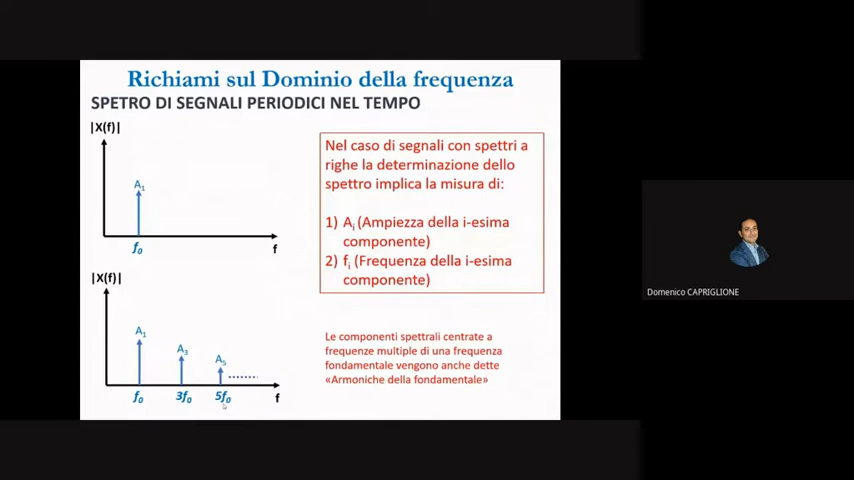 Richiami sul Dominio della frequenza
SPETRO DI SEGNALI PERIODICI NEL TEMPO
|X(f)|
A1
f0
f
|X(f)|
A1
A3
A5
f0
3f0
5f0
f
Nel caso di segnali con spettri a
righe la determinazione dello
spettro implica la misura di:
1) Ai (Ampiezza della i-esima
componente)
2) fi (Frequenza della i-esima
componente)
Le componenti spettrali centrate a
frequenze multiple di una frequenza
fondamentale vengono anche dette
«Armoniche della fondamentale»
Domenico CAPRIGLIONE